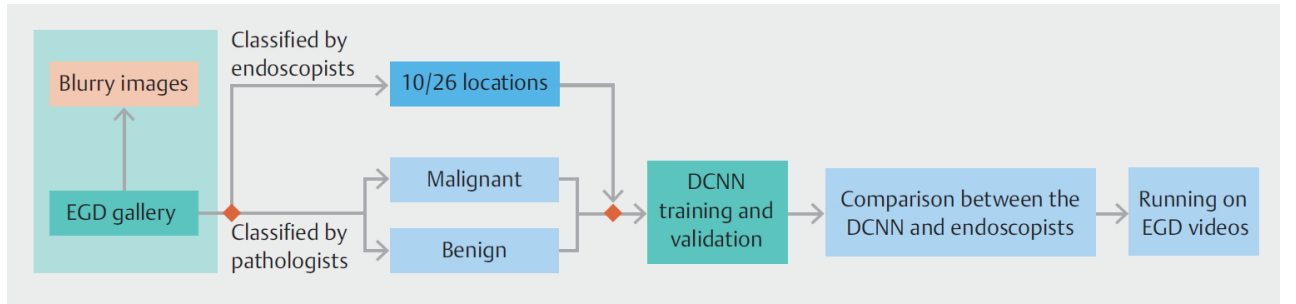 Blurry images
EGD gallery
Classified by
endoscopists
Classified by
pathologists
10/26 locations
Malignant
Benign
DCNN
training and
validation
Comparison between the
DCNN and endoscopists
Running on
EGD videos